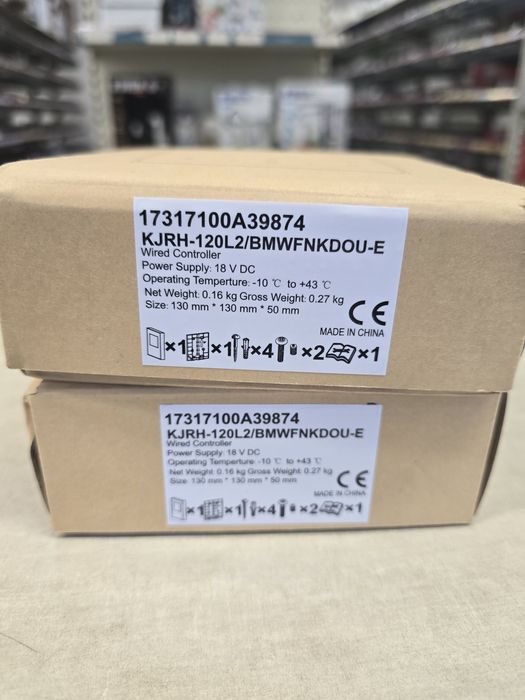 17317100A39874
KJRH-120L2/BMWFNKDOU-E
Wired Controller
Power Supply: 18 V DC
Operating Temperture: -10 ℃ to +43 ℃
Net Weight: 0.16 kg Gross Weight: 0.27 kg
Size: 130 mm * 130 mm * 50 mm
CE
MADE IN CHINA
×1 ×1 ×4 ×2 ×1
17317100A39874
KJRH-120L2/BMWFNKDOU-E
Wired Controller
Power Supply: 18 V DC
Operating Temperture: -10 ℃ to +43 ℃
Net Weight: 0.16 kg Gross Weight: 0.27 kg
Size: 130 mm * 130 mm * 50 mm
CE
MADE IN CHINA
×1 ×1 ×4 ×2 ×1